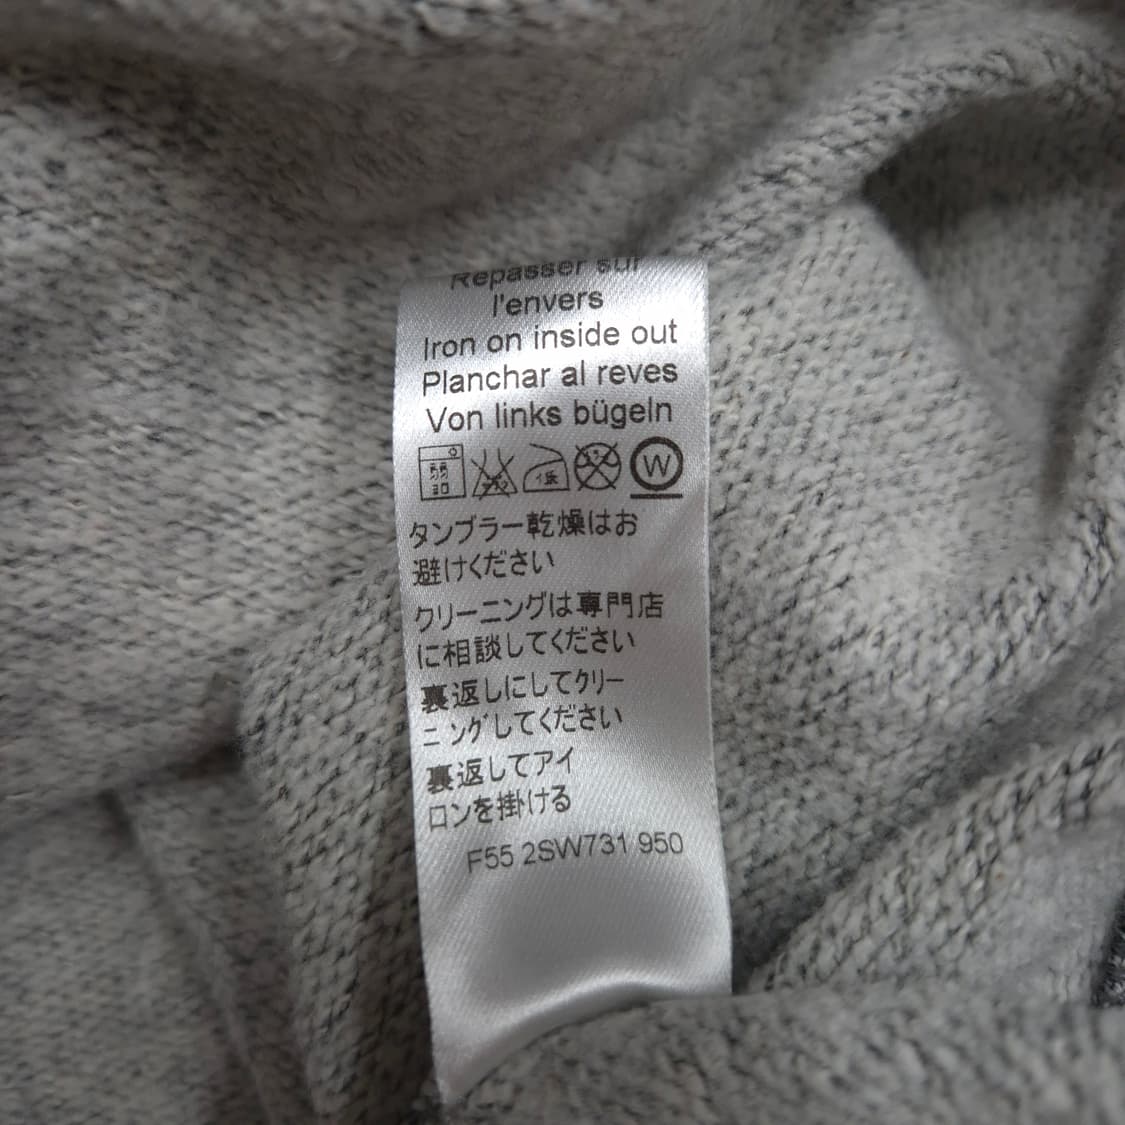 Repasser sur
l'envers
Iron on inside out
Planchar al reves
Von links bügeln
W
タンブラー乾燥はお
避けください
クリーニングは専門店
に相談してください
裏返しにしてクリー
ニングしてください
裏返してアイ
ロンを掛ける
F55 2SW731 950